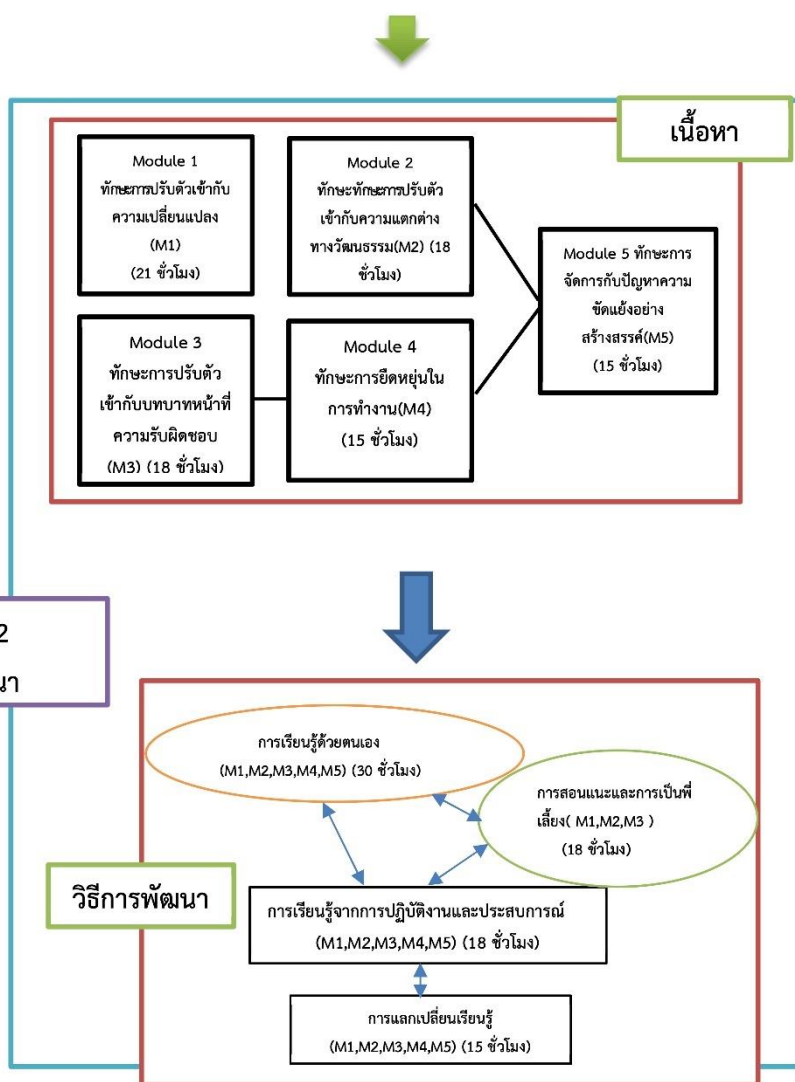 เนื้อหา
Module 1
ทักษะการปรับตัวเข้ากับ
ความเปลี่ยนแปลง
(M1)
(21 ชั่วโมง)
Module 2
ทักษะทักษะการปรับตัว
เข้ากับความแตกต่าง
ทางวัฒนธรรม(M2) (18
ชั่วโมง)
Module 3
ทักษะการปรับตัว
เข้ากับบทบาทหน้าที่
ความรับผิดชอบ
(M3) (18 ชั่วโมง)
Module 4
ทักษะการยืดหยุ่นใน
การทำงาน(M4)
(15 ชั่วโมง)
Module 5 ทักษะการ
จัดการกับปัญหาความ
ขัดแย้งอย่าง
สร้างสรรค์(M5)
(15 ชั่วโมง)
2
การเรียนรู้ด้วยตนเอง
(M1,M2,M3,M4,M5) (30 ชั่วโมง)
การสอนแนะและการเป็นพี่
เลี้ยง( M1,M2,M3 )
(18 ชั่วโมง)
วิธีการพัฒนา
การเรียนรู้จากการปฏิบัติงานและประสบการณ์
(M1,M2,M3,M4,M5) (18 ชั่วโมง)
การแลกเปลี่ยนเรียนรู้
(M1,M2,M3,M4,M5) (15 ชั่วโมง)